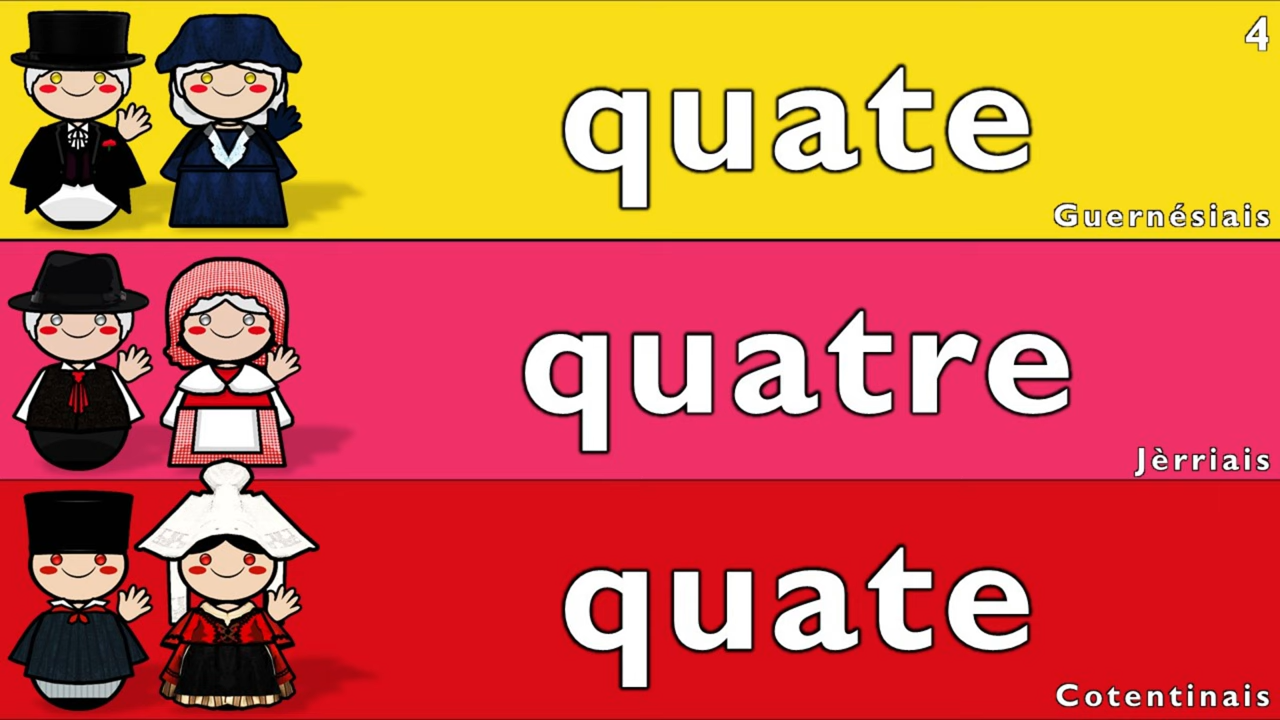 4
quate
Guernésiais
quatre
Jèrriais
quate
Cotentinais